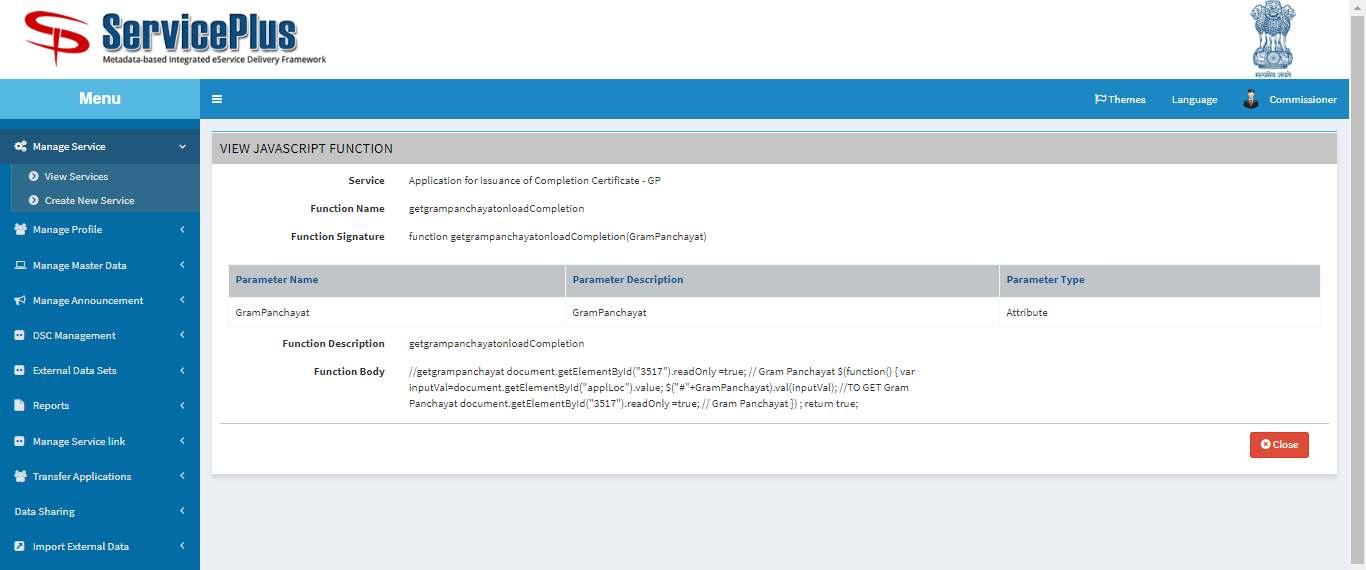 ServicePlus
Metadata-based Integrated eService Delivery Framework
सत्यमेव जयते
Menu
Themes Language Commissioner
Manage Service
View Services
Create New Service
Manage Profile
Manage Master Data
Manage Announcement
DSC Management
External Data Sets
Reports
Manage Service link
Transfer Applications
Data Sharing
Import External Data
VIEW JAVASCRIPT FUNCTION
Service Application for Issuance of Completion Certificate - GP
Function Name getgrampanchayatonloadCompletion
Function Signature function getgrampanchayatonloadCompletion(GramPanchayat)
Parameter Name Parameter Description Parameter Type
GramPanchayat GramPanchayat Attribute
Function Description getgrampanchayatonloadCompletion
Function Body //getgrampanchayat document.getElementById("3517").readOnly =true; // Gram Panchayat $(function() { var
inputVal=document.getElementById("applLoc").value; $("#"+GramPanchayat).val(inputVal); //TO GET Gram
Panchayat document.getElementById("3517").readOnly =true; // Gram Panchayat }) ; return true;
Close